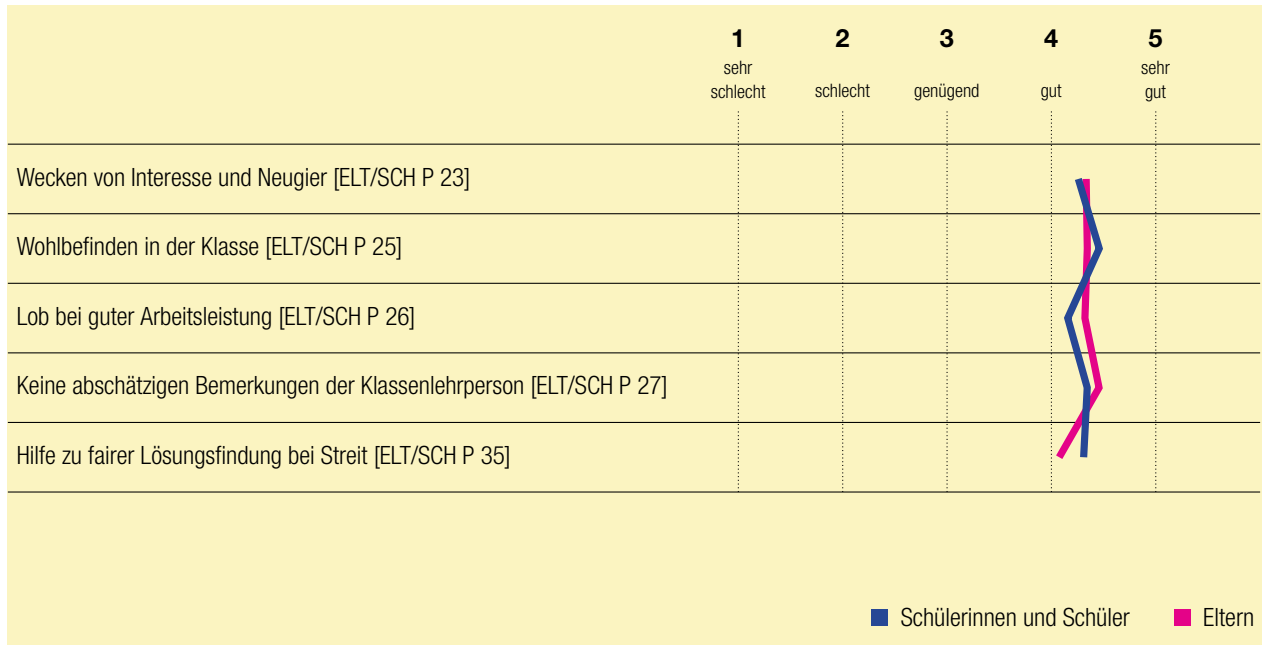 1 2 3 4 5
sehr schlecht schlecht genügend gut sehr gut
Wecken von Interesse und Neugier [ELT/SCH P 23]
Wohlbefinden in der Klasse [ELT/SCH P 25]
Lob bei guter Arbeitsleistung [ELT/SCH P 26]
Keine abschätzigen Bemerkungen der Klassenlehrperson [ELT/SCH P 27]
Hilfe zu fairer Lösungsfindung bei Streit [ELT/SCH P 35]
Schülerinnen und Schüler Eltern